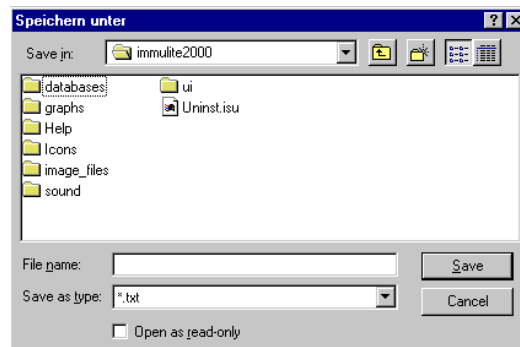 Speichern unter
Save in: immulite2000
databases ui
graphs Uninst.isu
Help
Icons
image_files
sound
File name: Save
Save as type: *.txt Cancel
Open as read-only